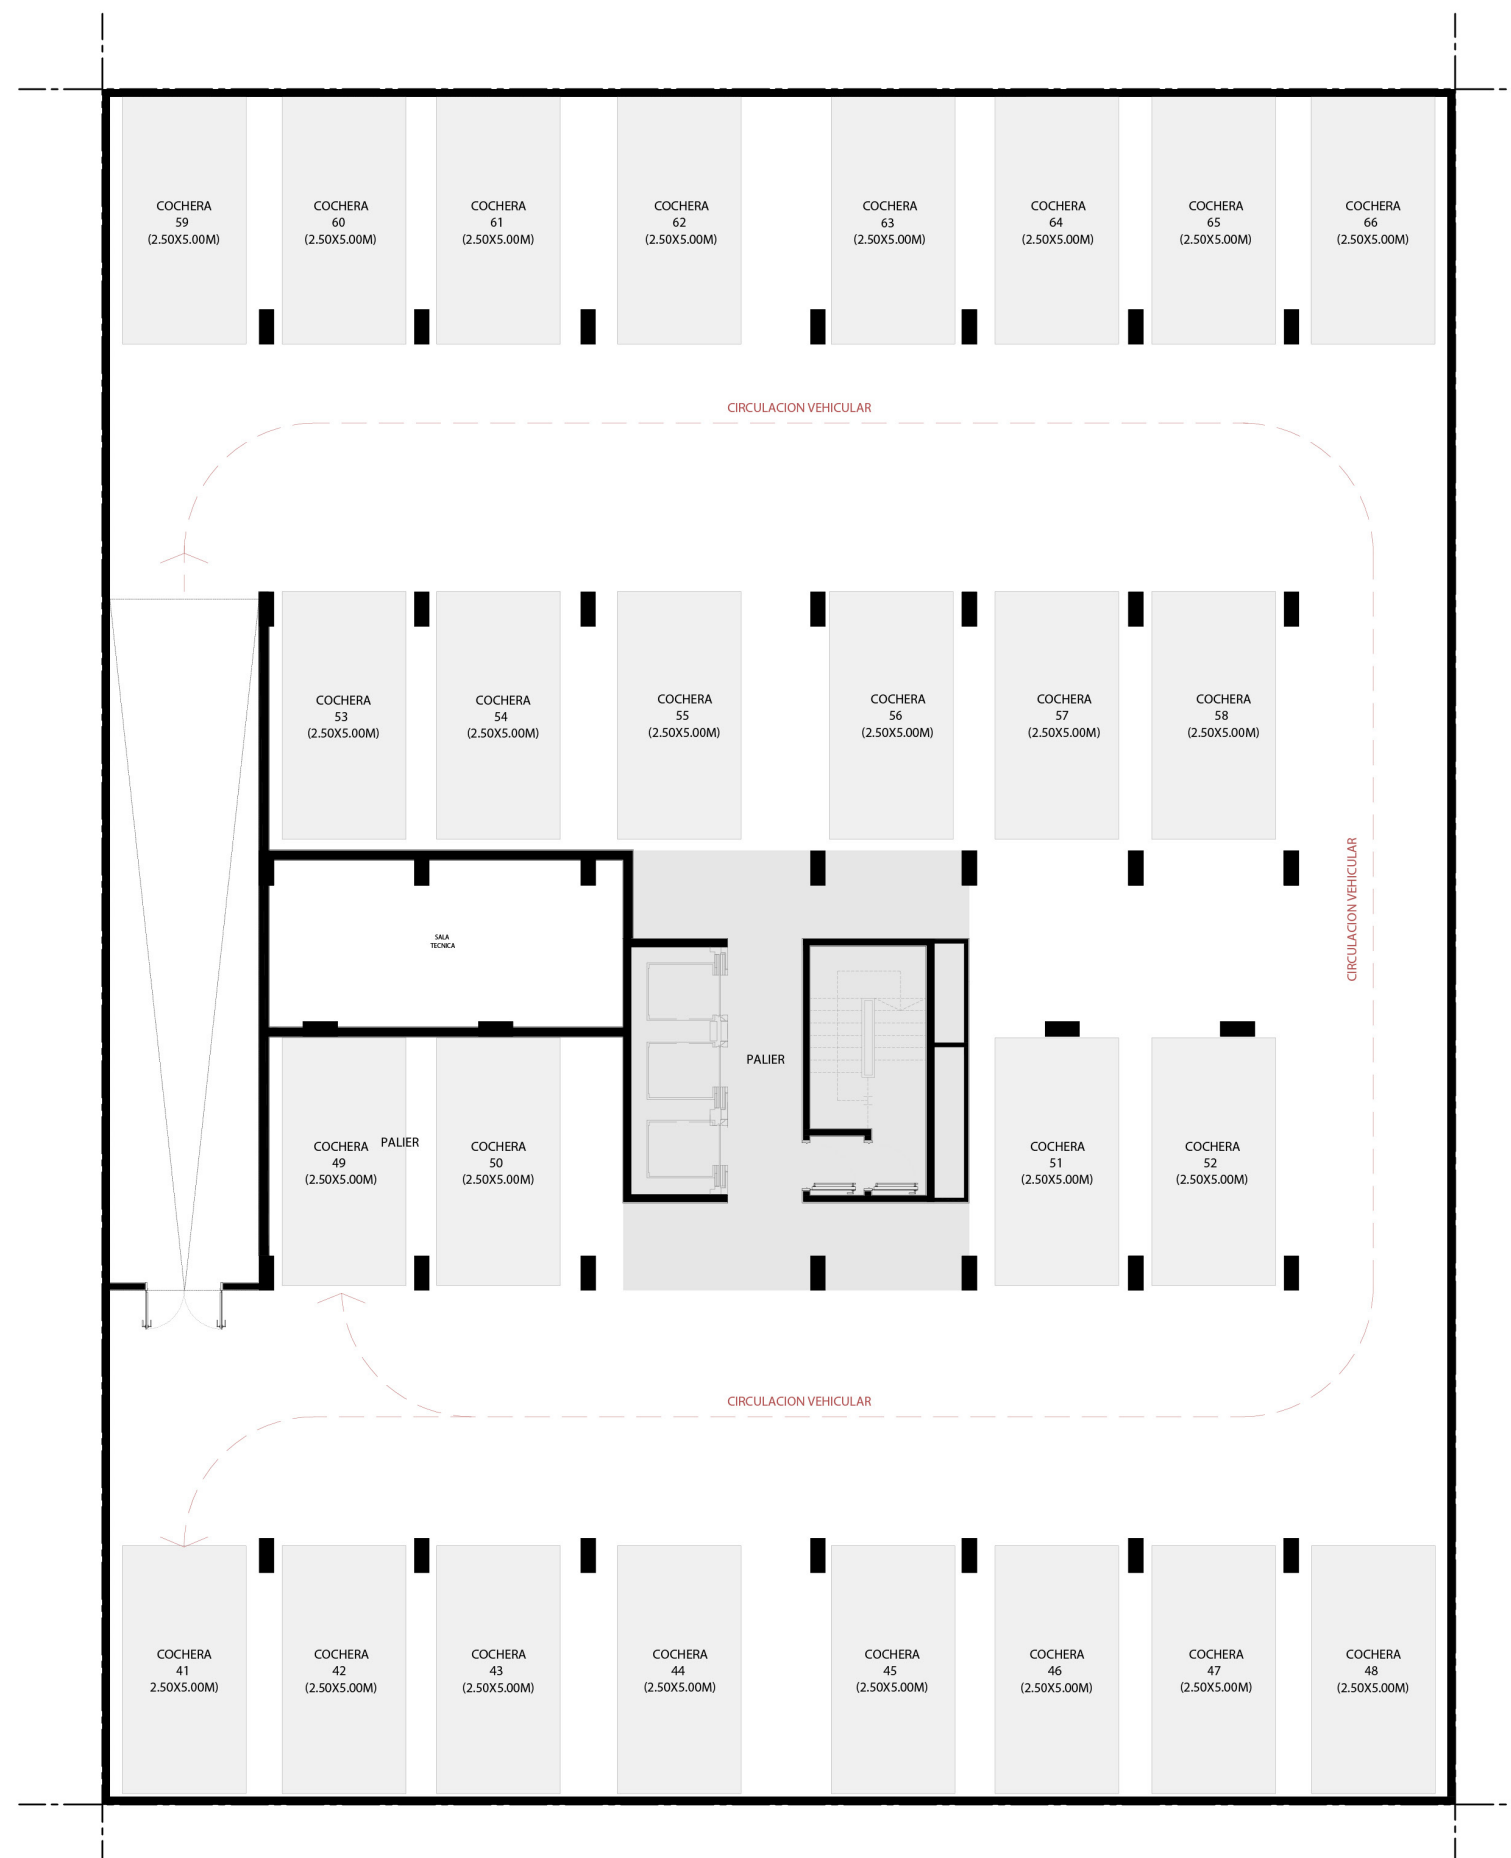 COCHERA
59
(2.50X5.00M)
COCHERA
60
(2.50X5.00M)
COCHERA
61
(2.50X5.00M)
COCHERA
62
(2.50X5.00M)
COCHERA
63
(2.50X5.00M)
COCHERA
64
(2.50X5.00M)
COCHERA
65
(2.50X5.00M)
COCHERA
66
(2.50X5.00M)
CIRCULACION VEHICULAR
COCHERA
53
(2.50X5.00M)
COCHERA
54
(2.50X5.00M)
COCHERA
55
(2.50X5.00M)
COCHERA
56
(2.50X5.00M)
COCHERA
57
(2.50X5.00M)
COCHERA
58
(2.50X5.00M)
CIRCULACION VEHICULAR
SALA
TECNICA
PALIER
COCHERA
49
(2.50X5.00M)
PALIER
COCHERA
50
(2.50X5.00M)
COCHERA
51
(2.50X5.00M)
COCHERA
52
(2.50X5.00M)
CIRCULACION VEHICULAR
COCHERA
41
2.50X5.00M)
COCHERA
42
(2.50X5.00M)
COCHERA
43
(2.50X5.00M)
COCHERA
44
(2.50X5.00M)
COCHERA
45
(2.50X5.00M)
COCHERA
46
(2.50X5.00M)
COCHERA
47
(2.50X5.00M)
COCHERA
48
(2.50X5.00M)